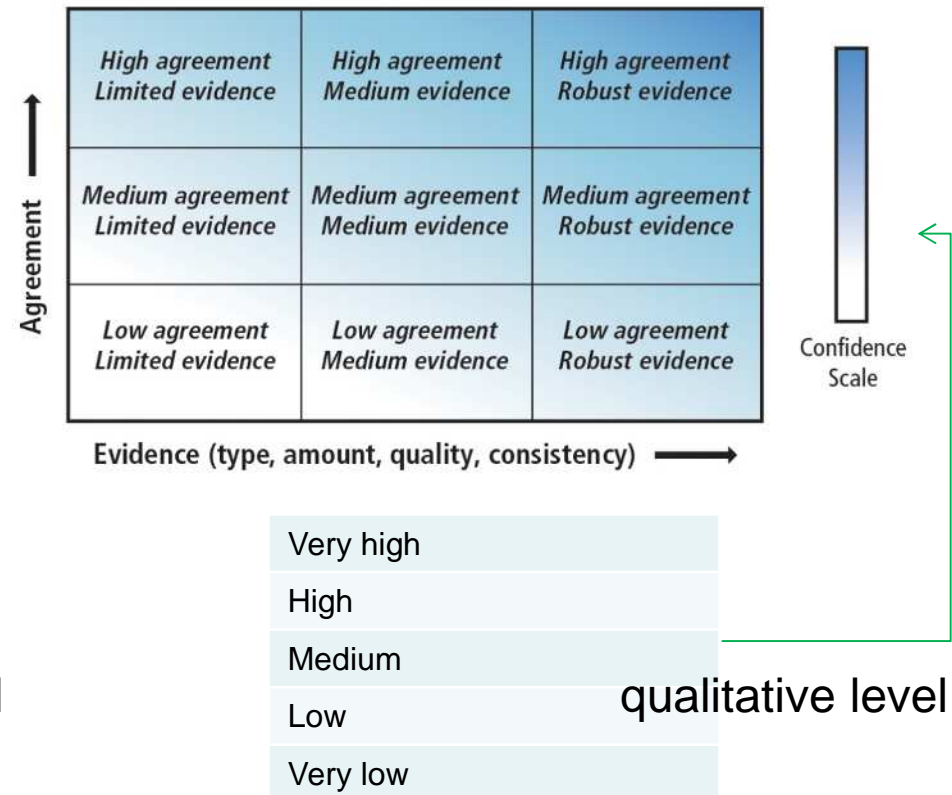 High agreement
Limited evidence
High agreement
Medium evidence
High agreement
Robust evidence
Medium agreement
Limited evidence
Medium agreement
Medium evidence
Medium agreement
Robust evidence
Low agreement
Limited evidence
Low agreement
Medium evidence
Low agreement
Robust evidence
Agreement
Evidence (type, amount, quality, consistency)
Confidence
Scale
Very high
High
Medium
Low
Very low
qualitative level